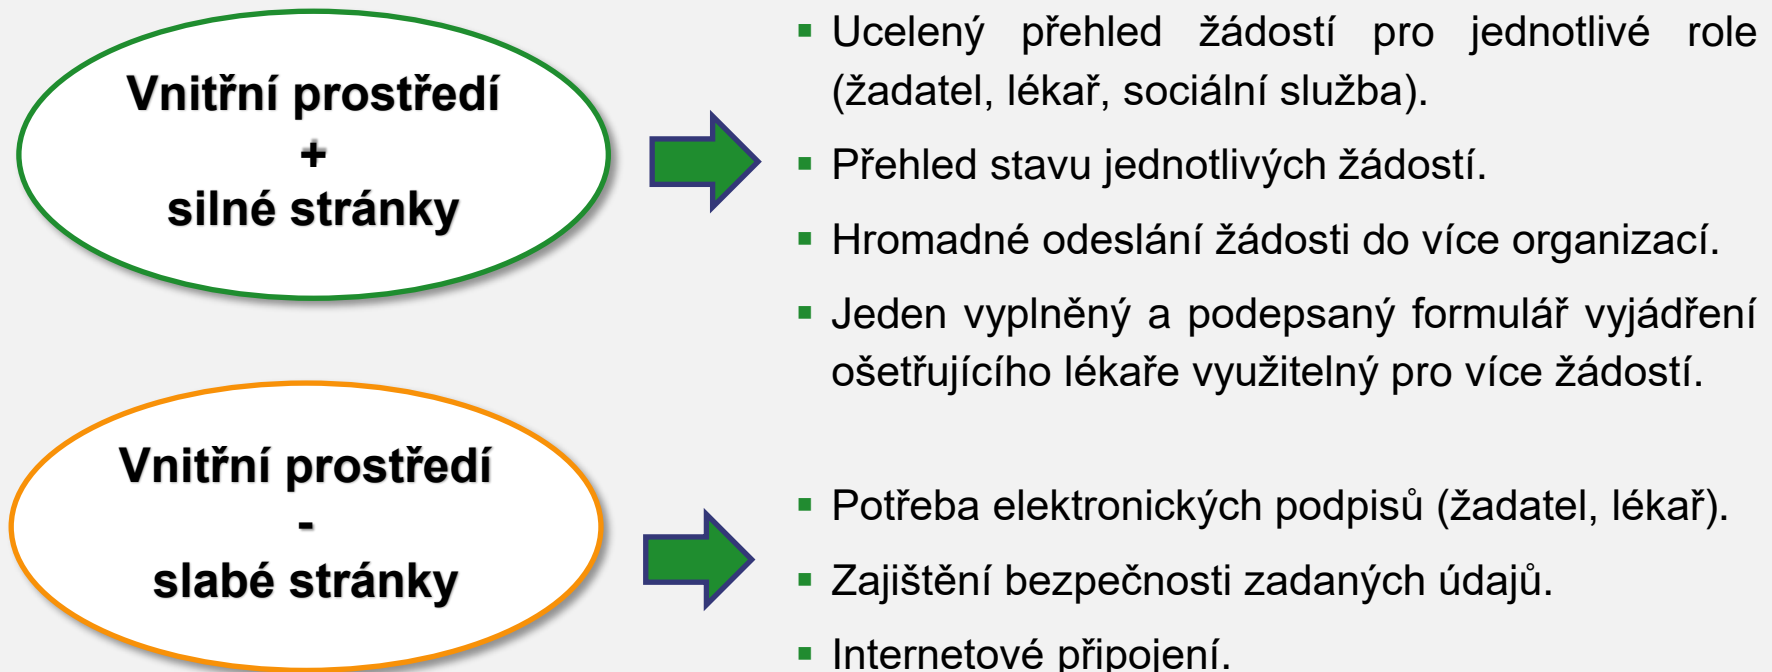 Vnitřní prostředí
+
silné stránky
▪ Ucelený přehled žádostí pro jednotlivé role
(žadatel, lékař, sociální služba).
▪ Přehled stavu jednotlivých žádostí.
▪ Hromadné odeslání žádosti do více organizací.
▪ Jeden vyplněný a podepsaný formulář vyjádření
ošetřujícího lékaře využitelný pro více žádostí.
Vnitřní prostředí
-
slabé stránky
▪ Potřeba elektronických podpisů (žadatel, lékař).
▪ Zajištění bezpečnosti zadaných údajů.
▪ Internetové připojení.